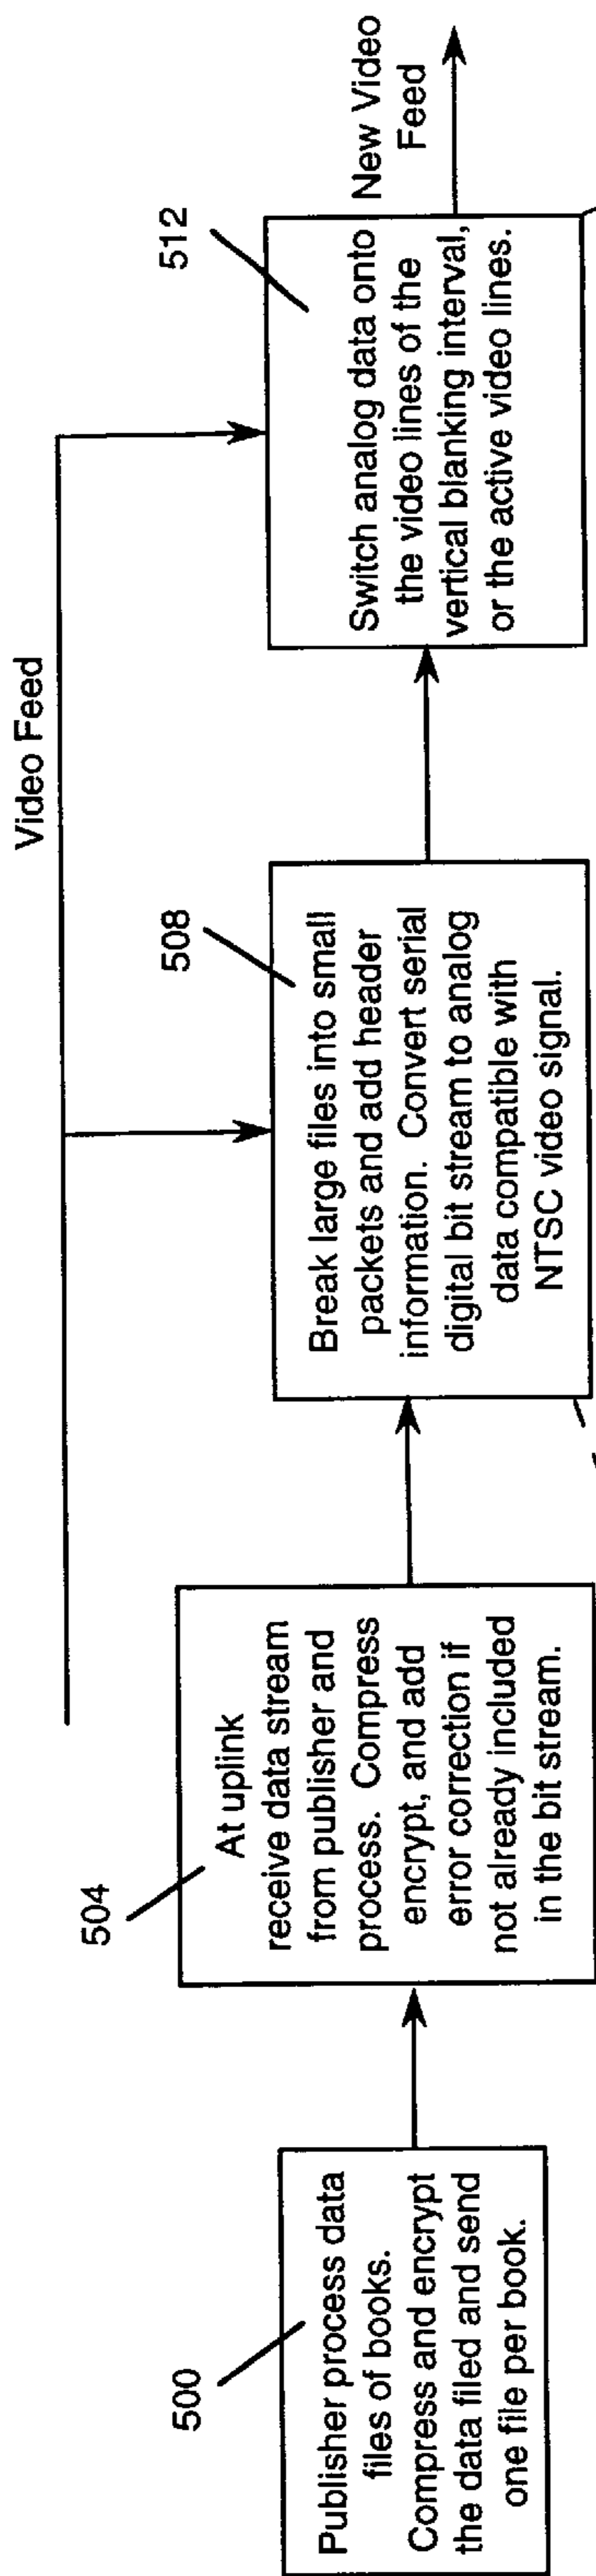 Video Feed
500
Publisher process data
files of books.
Compress and encrypt
the data filed and send
one file per book.
504
At uplink
receive data stream
from publisher and
process. Compress
encrypt, and add
error correction if
not already included
in the bit stream.
508
Break large files into small
packets and add header
information. Convert serial
digital bit stream to analog
data compatible with
NTSC video signal.
512
Switch analog data onto
the video lines of the
vertical blanking interval,
or the active video lines.
New Video
Feed